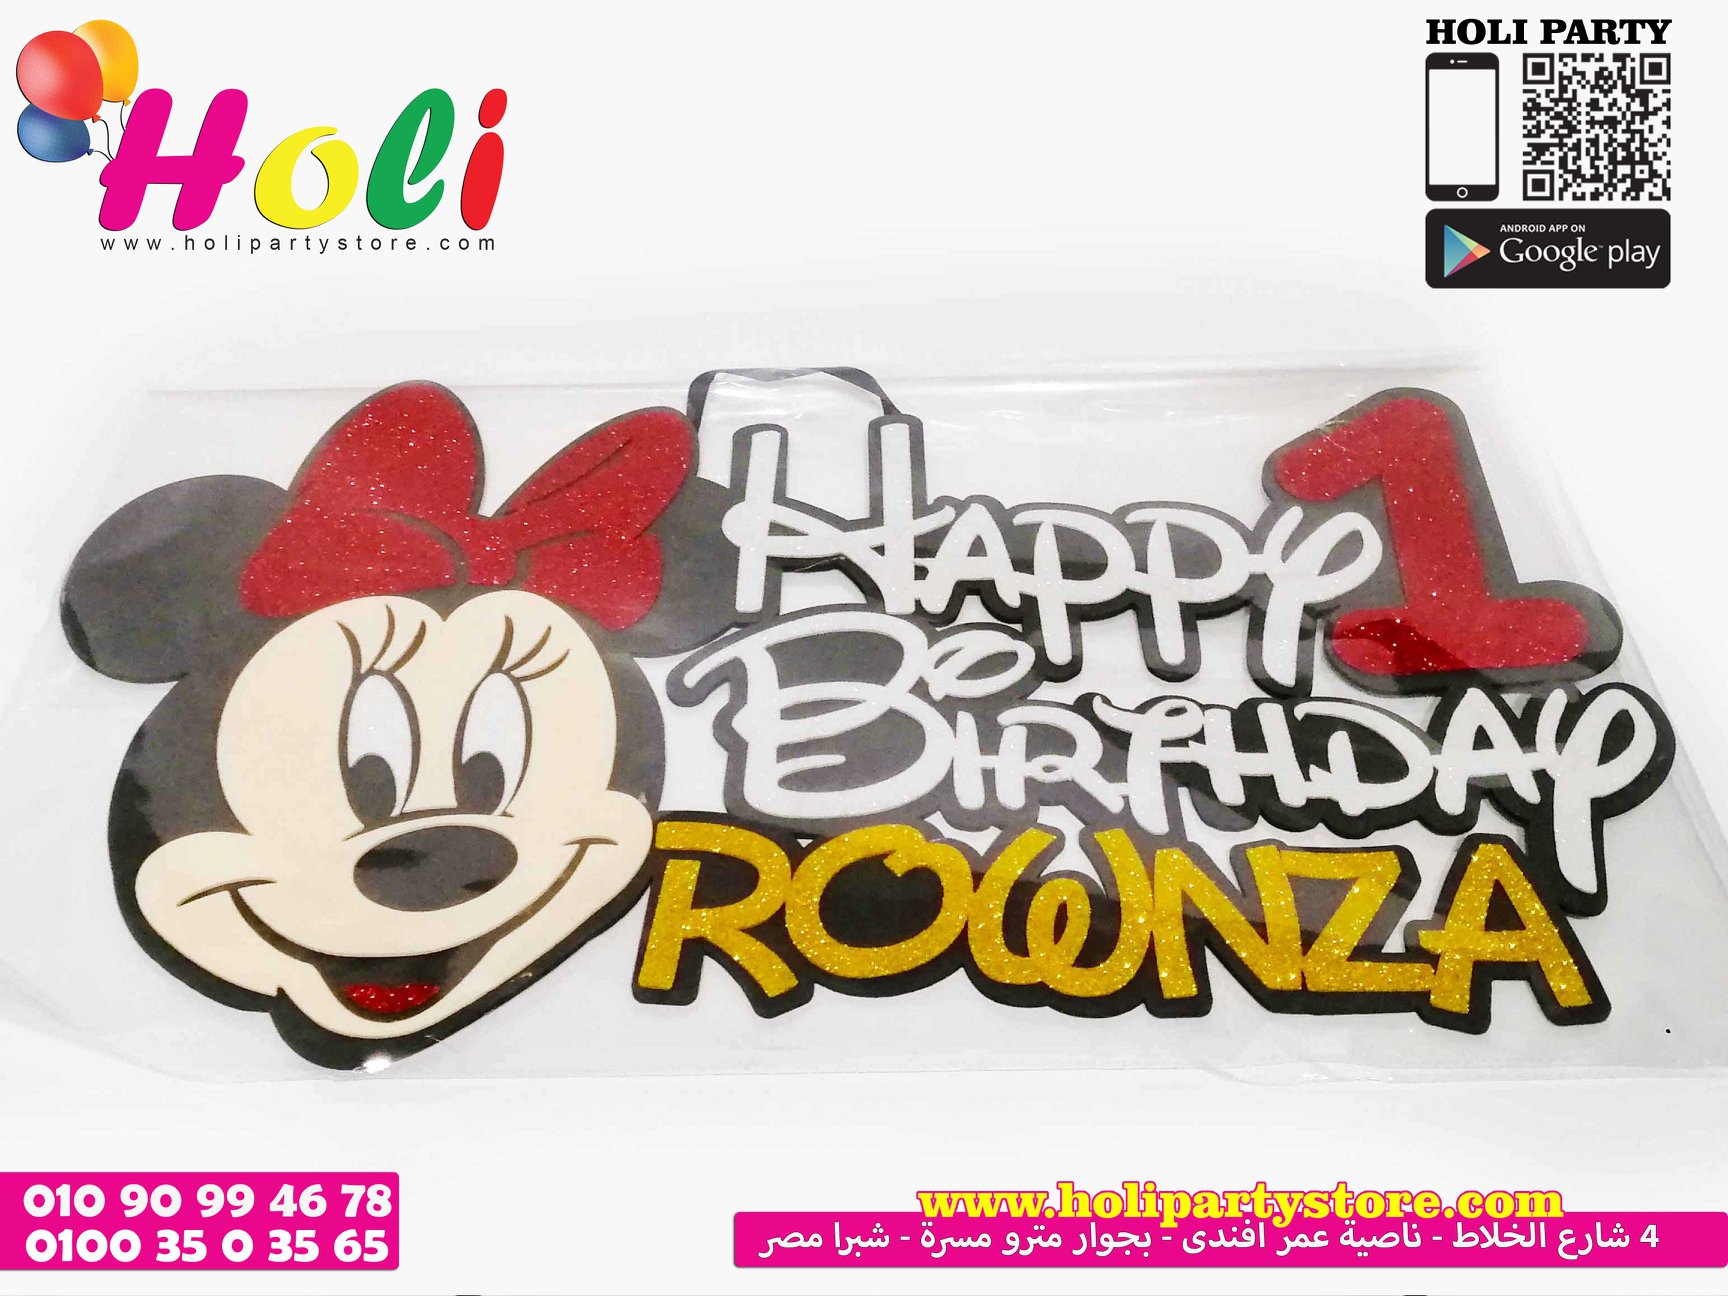 Holi
www.holipartystore.com
HOLI PARTY
ANDROID APP ON
Google play
HAPPY 1
BIRTHDAY
ROWNZA
010 90 99 46 78
0100 35 0 35 65
www.holipartystore.com
4 شارع الخلاط - ناصية عمر افندى - بجوار مترو مسرة - شبرا مصر